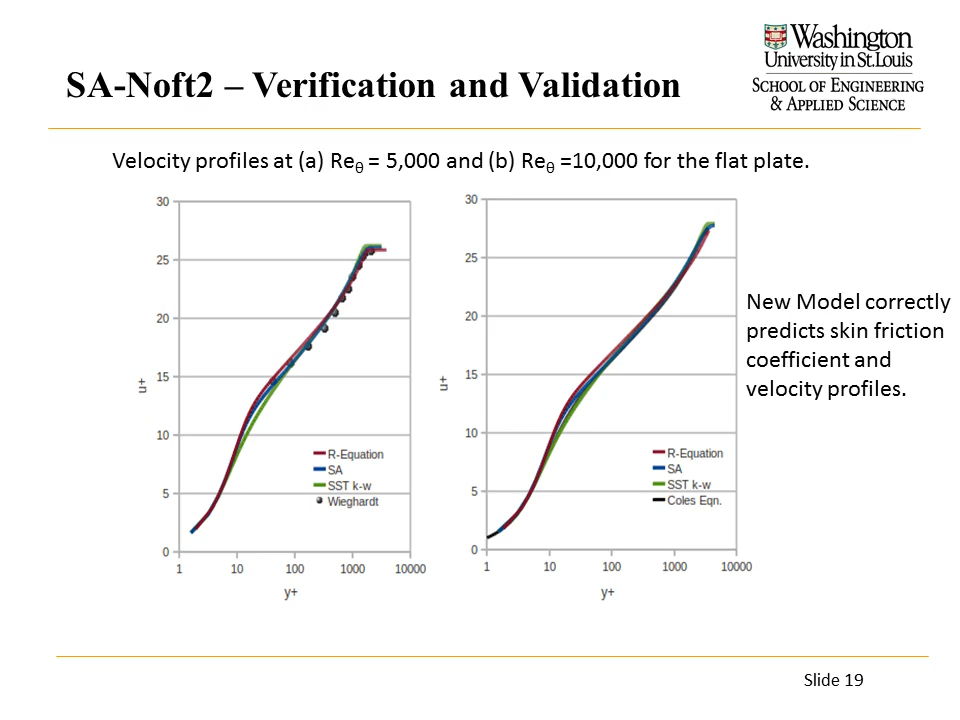 Washington
University in St. Louis
SCHOOL OF ENGINEERING
& APPLIED SCIENCE
SA-Noft2 – Verification and Validation
Velocity profiles at (a) Reθ = 5,000 and (b) Reθ =10,000 for the flat plate.
30
25
20
15
10
5
0
u+
1
10
100
1000
10000
y+
R-Equation
SA
SST k-w
Wieghardt
30
25
20
15
10
5
0
u+
1
10
100
1000
10000
y+
R-Equation
SA
SST k-w
Coles Eqn.
New Model correctly
predicts skin friction
coefficient and
velocity profiles.
Slide 19